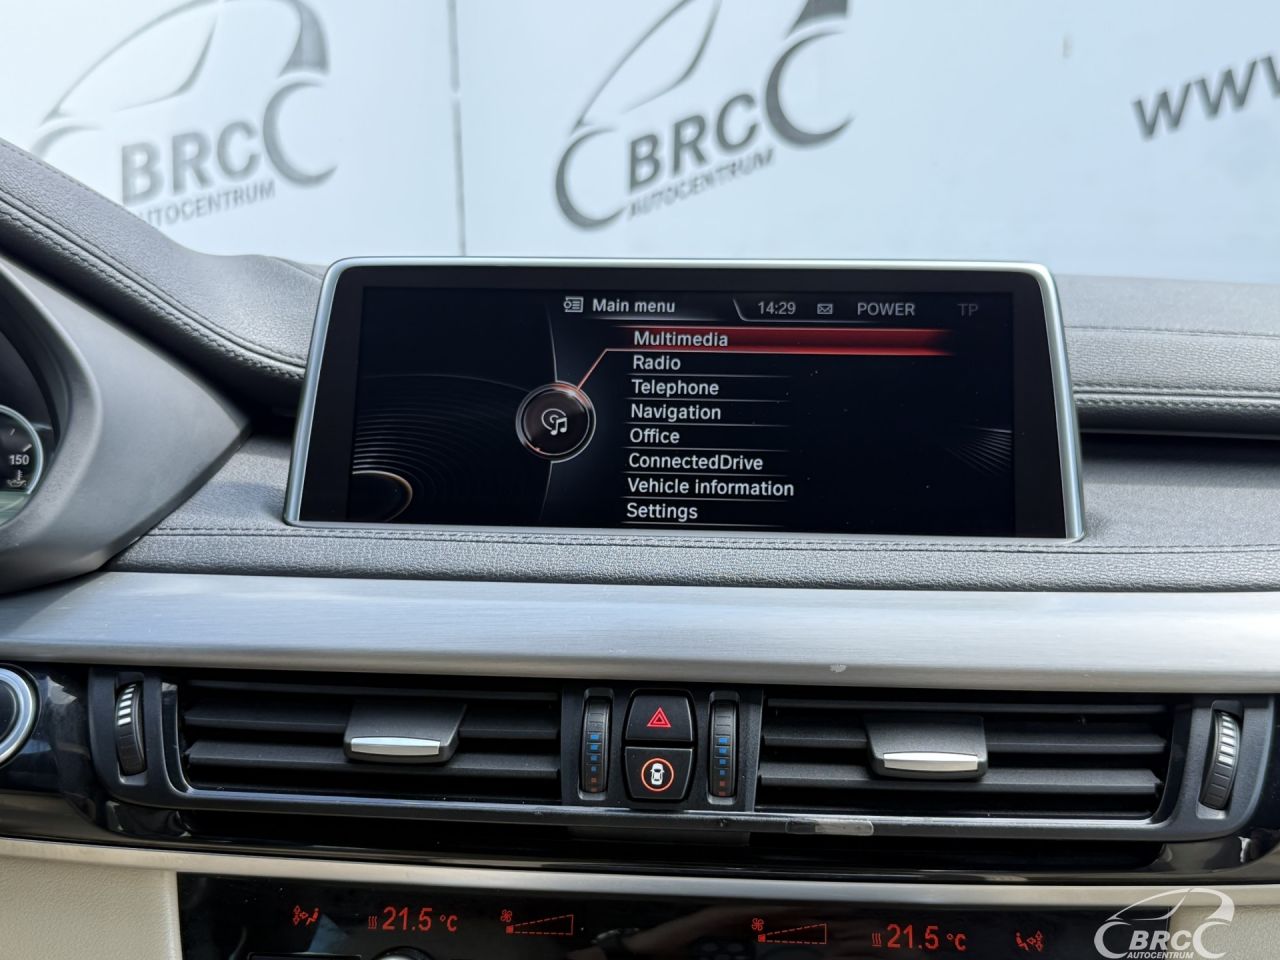 BRC
AUTOCENTRUM
BRC
AUTOCENTRUM
www
Main menu 14:29 POWER TP
Multimedia
Radio
Telephone
Navigation
Office
ConnectedDrive
Vehicle information
Settings
150
21.5 °C
21.5 °C
BRC
AUTOCENTRUM